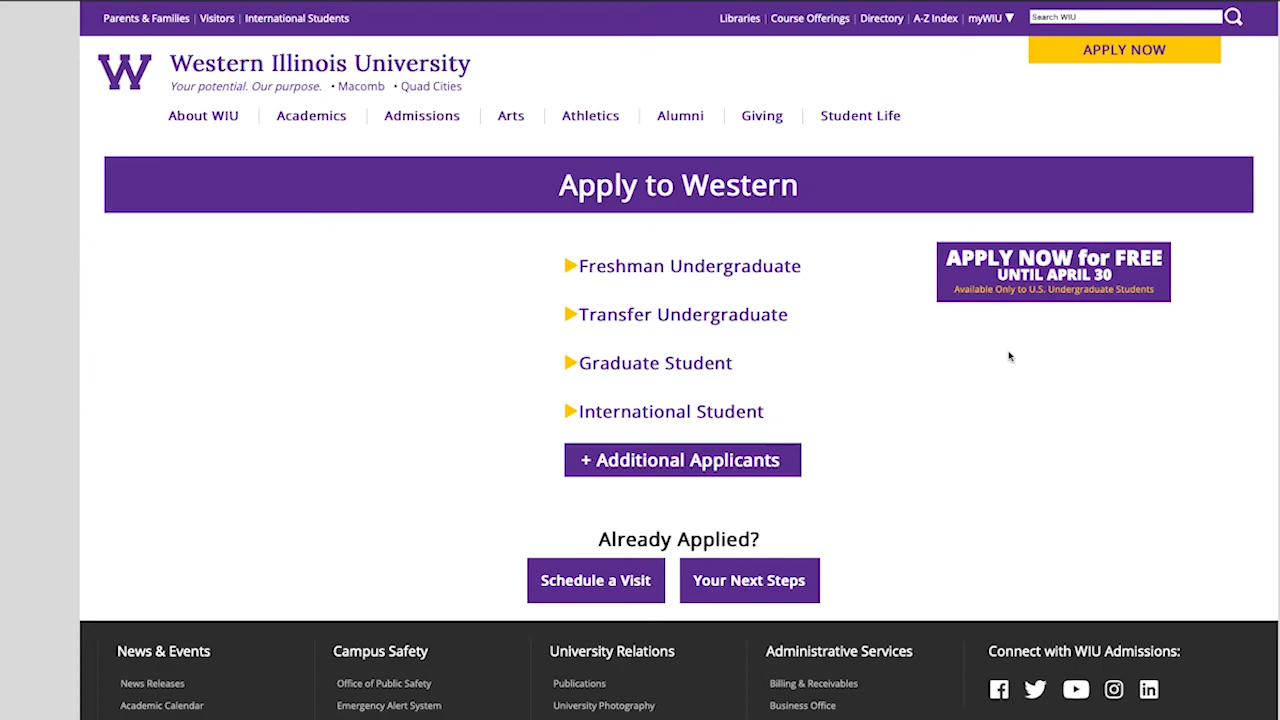 Parents & Families | Visitors | International Students
Libraries | Course Offerings | Directory | A-Z Index | myWIU ▼
Search WIU
APPLY NOW
W
Western Illinois University
Your potential. Our purpose. • Macomb • Quad Cities
About WIU
Academics
Admissions
Arts
Athletics
Alumni
Giving
Student Life
Apply to Western
Freshman Undergraduate
Transfer Undergraduate
Graduate Student
International Student
+ Additional Applicants
APPLY NOW for FREE
UNTIL APRIL 30
Available Only to U.S. Undergraduate Students
Already Applied?
Schedule a Visit
Your Next Steps
News & Events
News Releases
Academic Calendar
Campus Safety
Office of Public Safety
Emergency Alert System
University Relations
Publications
University Photography
Administrative Services
Billing & Receivables
Business Office
Connect with WIU Admissions: